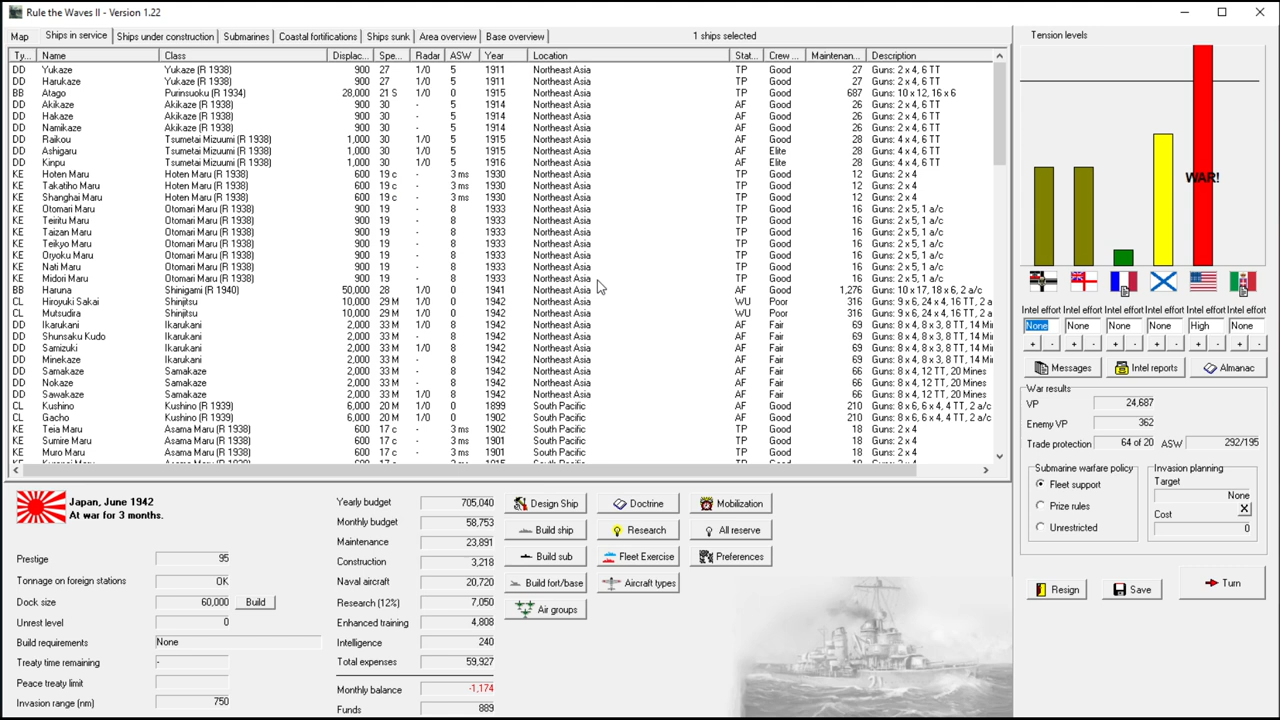 Rule the Waves II - Version 1.22
Map Ships in service Ships under construction Submarines Coastal fortifications Ships sunk Area overview Base overview 1 ships selected
Ty... Name Class Displac... Spe... Radar ASW Year Location Stat... Crew ... Maintenan... Description
DD Yukaze Yukaze (R 1938) 900 27 1/0 5 1911 Northeast Asia TP Good 27 Guns: 2 x 4, 6 TT
DD Harukaze Yukaze (R 1938) 900 27 1/0 5 1911 Northeast Asia TP Good 27 Guns: 2 x 4, 6 TT
BB Atago Purinsuoku (R 1934) 28,000 21 S 1/0 0 1915 Northeast Asia TP Good 687 Guns: 10 x 12, 16 x 6
DD Akikaze Akikaze (R 1938) 900 30 - 5 1914 Northeast Asia AF Good 26 Guns: 2 x 4, 6 TT
DD Hakaze Akikaze (R 1938) 900 30 - 5 1914 Northeast Asia AF Good 26 Guns: 2 x 4, 6 TT
DD Namikaze Akikaze (R 1938) 900 30 - 5 1914 Northeast Asia AF Good 26 Guns: 2 x 4, 6 TT
DD Raikou Tsumetai Mizuumi (R 1938) 1,000 30 1/0 5 1915 Northeast Asia AF Good 28 Guns: 4 x 4, 6 TT
DD Ashigaru Tsumetai Mizuumi (R 1938) 1,000 30 1/0 5 1915 Northeast Asia AF Elite 28 Guns: 4 x 4, 6 TT
DD Kinpu Tsumetai Mizuumi (R 1938) 1,000 30 1/0 5 1916 Northeast Asia AF Elite 28 Guns: 4 x 4, 6 TT
KE Hoten Maru Hoten Maru (R 1938) 600 19 c - 3 ms 1930 Northeast Asia TP Good 12 Guns: 2 x 4
KE Takatiho Maru Hoten Maru (R 1938) 600 19 c - 3 ms 1930 Northeast Asia TP Good 12 Guns: 2 x 4
KE Shanghai Maru Hoten Maru (R 1938) 600 19 c - 3 ms 1930 Northeast Asia TP Good 12 Guns: 2 x 4
KE Otomari Maru Otomari Maru (R 1938) 900 19 - 8 1933 Northeast Asia TP Good 16 Guns: 2 x 5, 1 a/c
KE Teiritu Maru Otomari Maru (R 1938) 900 19 - 8 1933 Northeast Asia TP Good 16 Guns: 2 x 5, 1 a/c
KE Taizan Maru Otomari Maru (R 1938) 900 19 - 8 1933 Northeast Asia TP Good 16 Guns: 2 x 5, 1 a/c
KE Teikyo Maru Otomari Maru (R 1938) 900 19 - 8 1933 Northeast Asia TP Good 16 Guns: 2 x 5, 1 a/c
KE Oryoku Maru Otomari Maru (R 1938) 900 19 - 8 1933 Northeast Asia TP Good 16 Guns: 2 x 5, 1 a/c
KE Nati Maru Otomari Maru (R 1938) 900 19 - 8 1933 Northeast Asia TP Good 16 Guns: 2 x 5, 1 a/c
KE Midori Maru Otomari Maru (R 1938) 900 19 - 8 1933 Northeast Asia TP Good 16 Guns: 2 x 5, 1 a/c
BB Haruna Shinigami (R 1940) 50,000 28 1/0 0 1941 Northeast Asia AF Good 1,276 Guns: 10 x 17, 18 x 6, 2 a/c
CL Hiroyuki Sakai Shinjitsu 10,000 29 M 1/0 0 1942 Northeast Asia WU Poor 316 Guns: 9 x 6, 24 x 4, 16 TT, 2 a
CL Mutsudira Shinjitsu 10,000 29 M 1/0 0 1942 Northeast Asia WU Poor 316 Guns: 9 x 6, 24 x 4, 16 TT, 2 a
DD Ikarukani Ikarukani 2,000 33 M 1/0 8 1942 Northeast Asia AF Fair 69 Guns: 8 x 4, 8 x 3, 8 TT, 14 Mi
DD Shunsaku Kudo Ikarukani 2,000 33 M - 8 1942 Northeast Asia AF Fair 69 Guns: 8 x 4, 8 x 3, 8 TT, 14 Mi
DD Samizuki Ikarukani 2,000 33 M 1/0 8 1942 Northeast Asia AF Fair 69 Guns: 8 x 4, 8 x 3, 8 TT, 14 Mi
DD Minekaze Ikarukani 2,000 33 M - 8 1942 Northeast Asia AF Fair 69 Guns: 8 x 4, 8 x 3, 8 TT, 14 Mi
DD Samakaze Samakaze 2,000 33 M - 8 1942 Northeast Asia AF Fair 66 Guns: 8 x 4, 12 TT, 20 Mines
DD Nokaze Samakaze 2,000 33 M - 8 1942 Northeast Asia AF Fair 66 Guns: 8 x 4, 12 TT, 20 Mines
DD Sawakaze Samakaze 2,000 33 M - 8 1942 Northeast Asia AF Fair 66 Guns: 8 x 4, 12 TT, 20 Mines
CL Kushino Kushino (R 1939) 6,000 20 M 1/0 0 1899 South Pacific AF Good 210 Guns: 8 x 6, 6 x 4, 4 TT, 2 a/c
CL Gacho Kushino (R 1939) 6,000 20 M 1/0 0 1902 South Pacific AF Good 210 Guns: 8 x 6, 6 x 4, 4 TT, 2 a/c
KE Teia Maru Asama Maru (R 1938) 600 17 c - 3 ms 1902 South Pacific TP Good 18 Guns: 2 x 4
KE Sumire Maru Asama Maru (R 1938) 600 17 c - 3 ms 1901 South Pacific TP Good 18 Guns: 2 x 4
KE Muro Maru Asama Maru (R 1938) 600 17 c - 3 ms 1901 South Pacific TP Good 18 Guns: 2 x 4
Tension levels
WAR!
Intel effort Intel effort Intel effort Intel effort Intel effort Intel effort
None None None None High None
+ - + - + - + - + - + -
Messages Intel reports Almanac
War results
VP 24,687
Enemy VP 362
Trade protection 64 of 20 ASW 292/195
Submarine warfare policy
Fleet support
Prize rules
Unrestricted
Invasion planning
Target
None
Cost X
0
Resign Save Turn
Japan, June 1942
At war for 3 months.
Prestige 95
Tonnage on foreign stations OK
Dock size 60,000 Build
Unrest level 0
Build requirements None
Treaty time remaining -
Peace treaty limit
Invasion range (nm) 750
Yearly budget 705,040
Monthly budget 58,753
Maintenance 23,891
Construction 3,218
Naval aircraft 20,720
Research (12%) 7,050
Enhanced training 4,808
Intelligence 240
Total expenses 59,927
Monthly balance -1,174
Funds 889
Design Ship Doctrine Mobilization
Build ship Research All reserve
Build sub Fleet Exercise Preferences
Build fort/base Aircraft types
Air groups